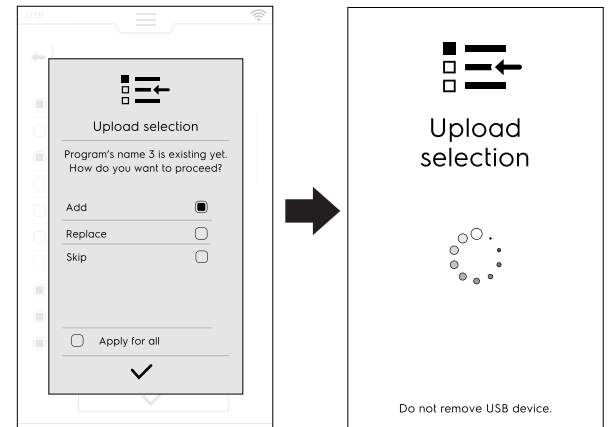 USB
Upload selection
Program's name 3 is existing yet.
How do you want to proceed?
Add
Replace
Skip
Apply for all
Upload
selection
Do not remove USB device.